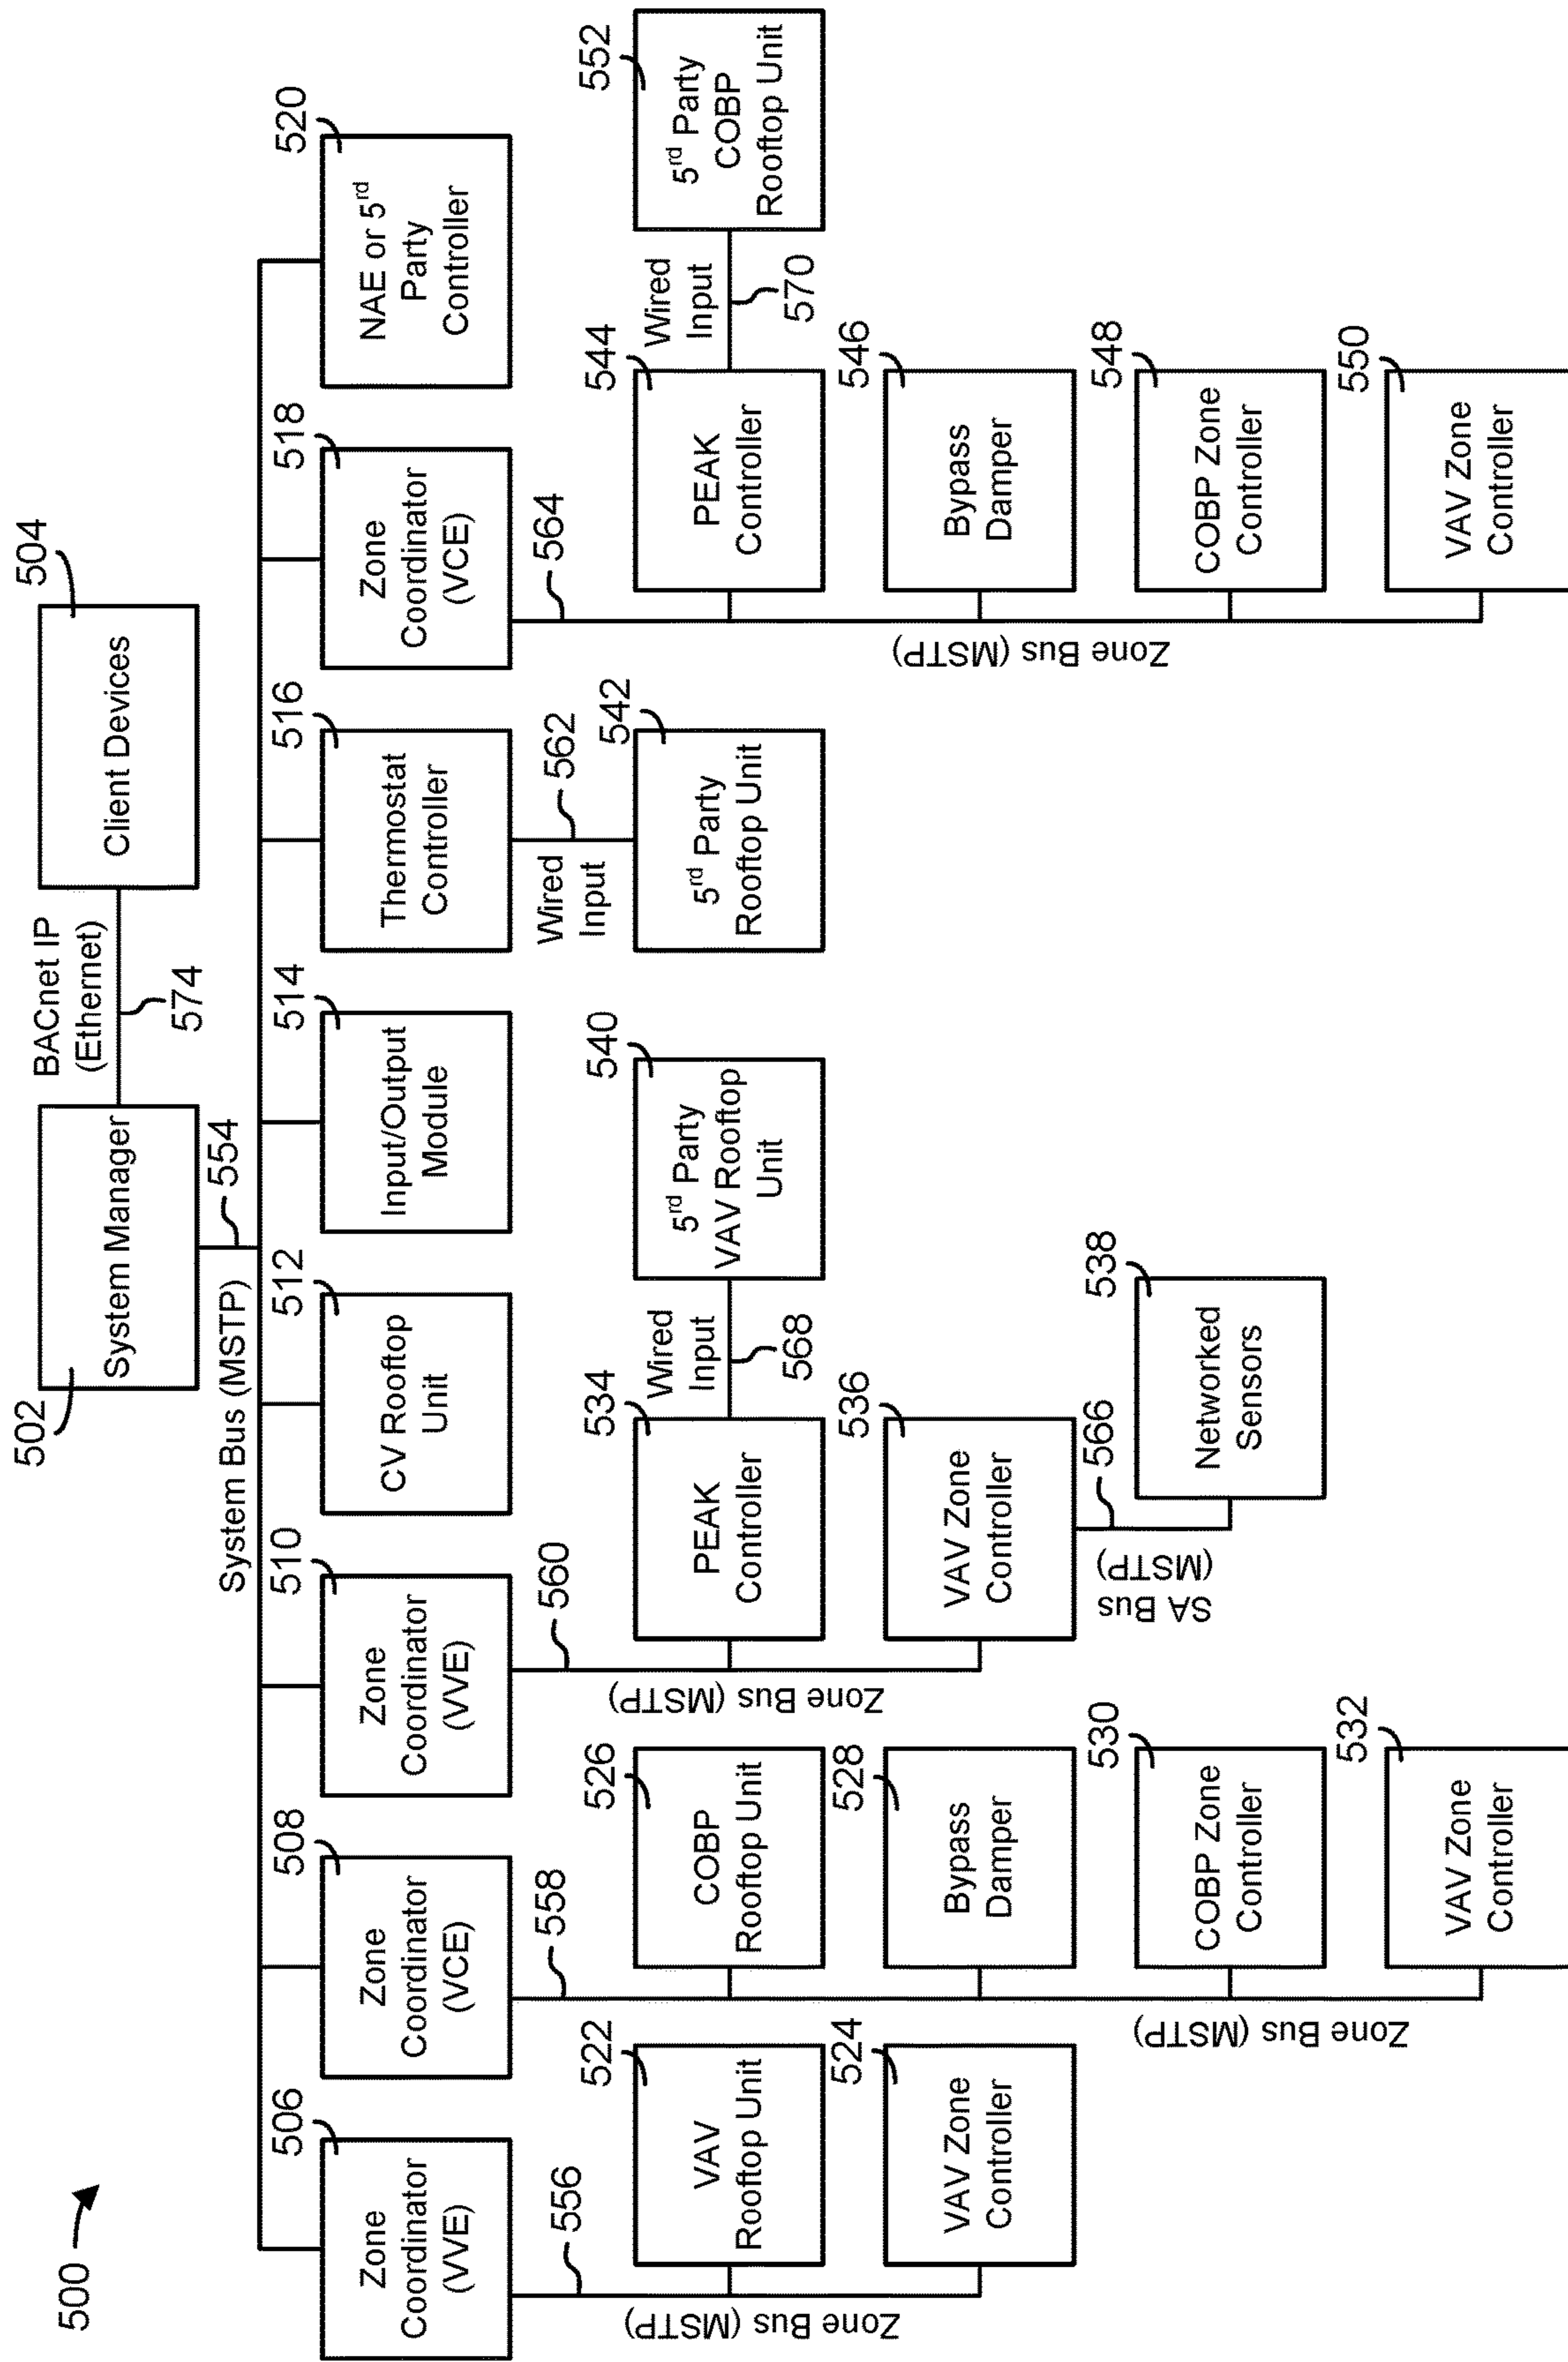 500
502
System Manager
BACnet IP
(Ethernet)
574
Client Devices
504
System Bus (MSTP)
554
506
Zone
Coordinator
(VVE)
508
Zone
Coordinator
(VCE)
510
Zone
Coordinator
(VVE)
512
CV Rooftop
Unit
514
Input/Output
Module
516
Thermostat
Controller
518
Zone
Coordinator
(VCE)
520
NAE or 5rd
Party
Controller
556
Zone Bus (MSTP)
522
VAV
Rooftop Unit
524
VAV Zone
Controller
558
Zone Bus (MSTP)
526
COBP
Rooftop Unit
528
Bypass
Damper
530
COBP Zone
Controller
532
VAV Zone
Controller
560
Zone Bus (MSTP)
534
PEAK
Controller
Wired
Input
568
540
5rd Party
VAV Rooftop
Unit
536
VAV Zone
Controller
566
SA Bus
(MSTP)
538
Networked
Sensors
562
Wired
Input
542
5rd Party
Rooftop Unit
564
Zone Bus (MSTP)
544
PEAK
Controller
Wired
Input
570
552
5rd Party
COBP
Rooftop Unit
546
Bypass
Damper
548
COBP Zone
Controller
550
VAV Zone
Controller